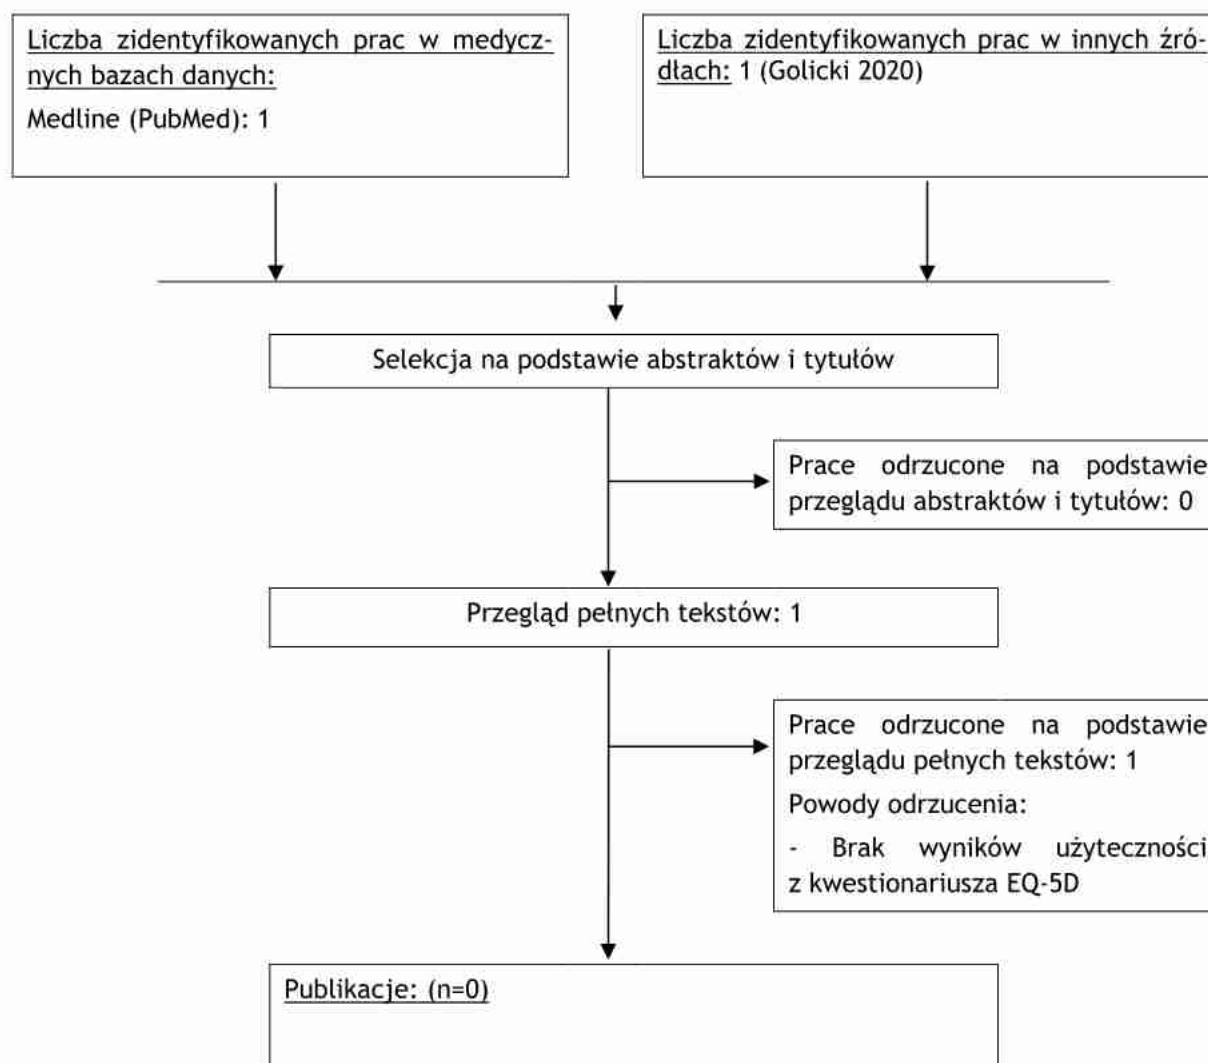 Liczba zidentyfikowanych prac w medycz-
nych bazach danych:
Medline (PubMed): 1
Liczba zidentyfikowanych prac w innych źró-
dłach: 1 (Golicki 2020)
Selekcja na podstawie abstraktów i tytułów
Prace odrzucone na podstawie
przeglądu abstraktów i tytułów: 0
Przegląd pełnych tekstów: 1
Prace odrzucone na podstawie
przeglądu pełnych tekstów: 1
Powody odrzucenia:
- Brak wyników użyteczności
z kwestionariusza EQ-5D
Publikacje: (n=0)